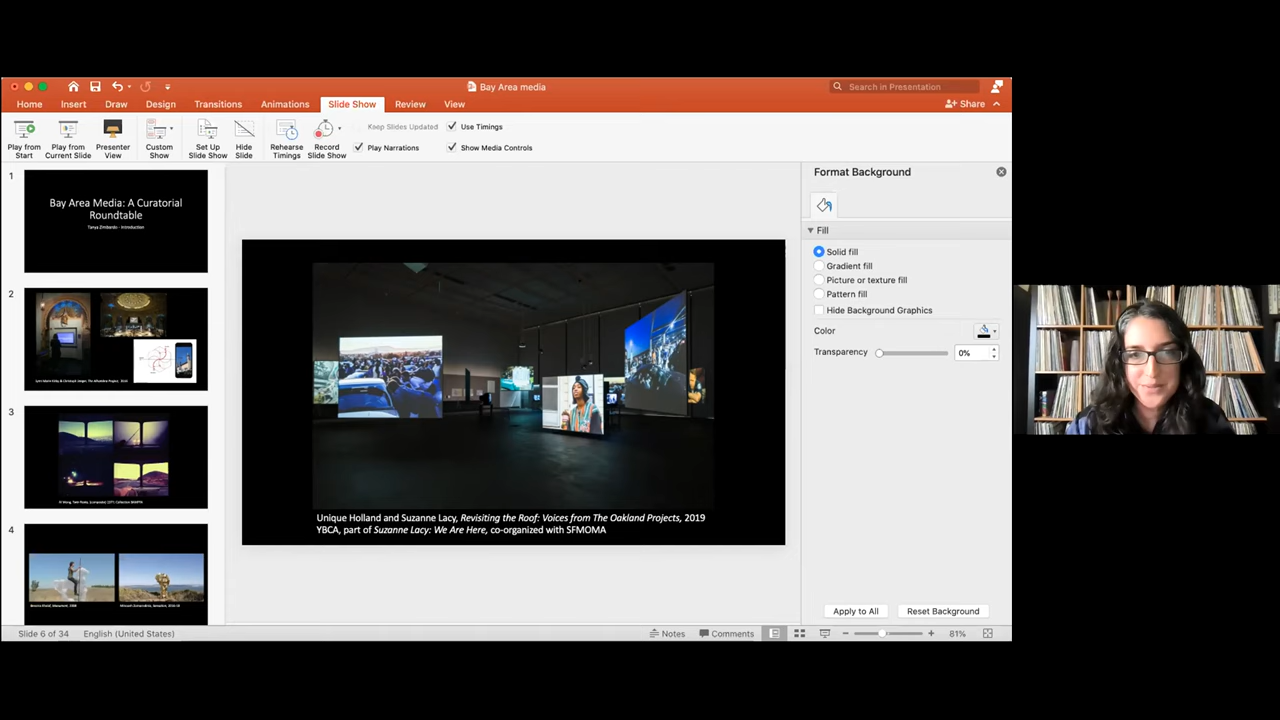 Bay Area media
Search in Presentation
Home Insert Draw Design Transitions Animations Slide Show Review View
Share
Play from Start
Play from Current Slide
Presenter View
Custom Show
Set Up Slide Show
Hide Slide
Rehearse Timings
Record Slide Show
Keep Slides Updated
Use Timings
Play Narrations
Show Media Controls
1
Bay Area Media: A Curatorial
Roundtable
Tanya Zimbardo - Introduction
2
3
4
Unique Holland and Suzanne Lacy, Revisiting the Roof: Voices from The Oakland Projects, 2019
YBCA, part of Suzanne Lacy: We Are Here, co-organized with SFMOMA
Format Background
Fill
Solid fill
Gradient fill
Picture or texture fill
Pattern fill
Hide Background Graphics
Color
Transparency 0%
Apply to All Reset Background
Slide 6 of 34 English (United States)
Notes Comments 81%